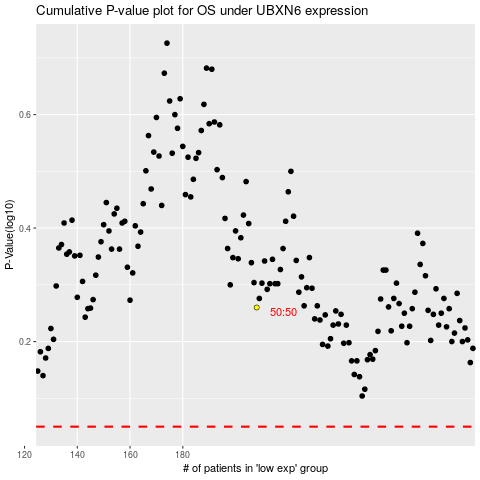 Cumulative P-value plot for OS under UBXN6 expression
P-Value(log10)
0.6
0.4
0.2
50:50
120 140 160 180
# of patients in 'low exp' group